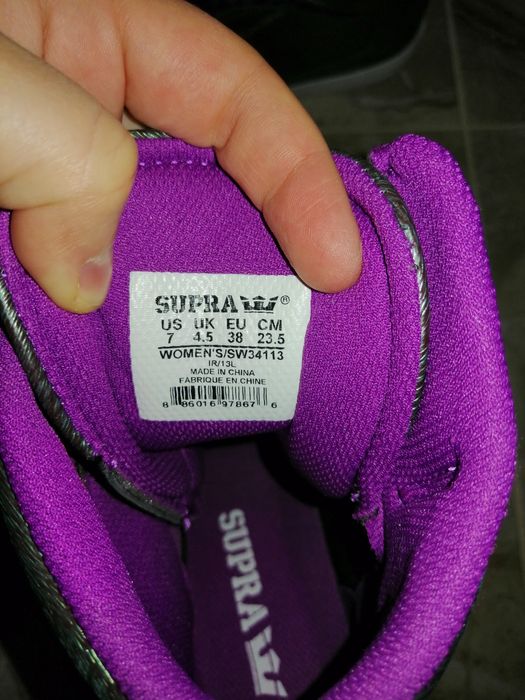 SUPRA ®
US UK EU CM
7 4.5 38 23.5
WOMEN'S/SW34113
IR/13L
MADE IN CHINA
FABRIQUE EN CHINE
8 86016 97867 6
SUPRA